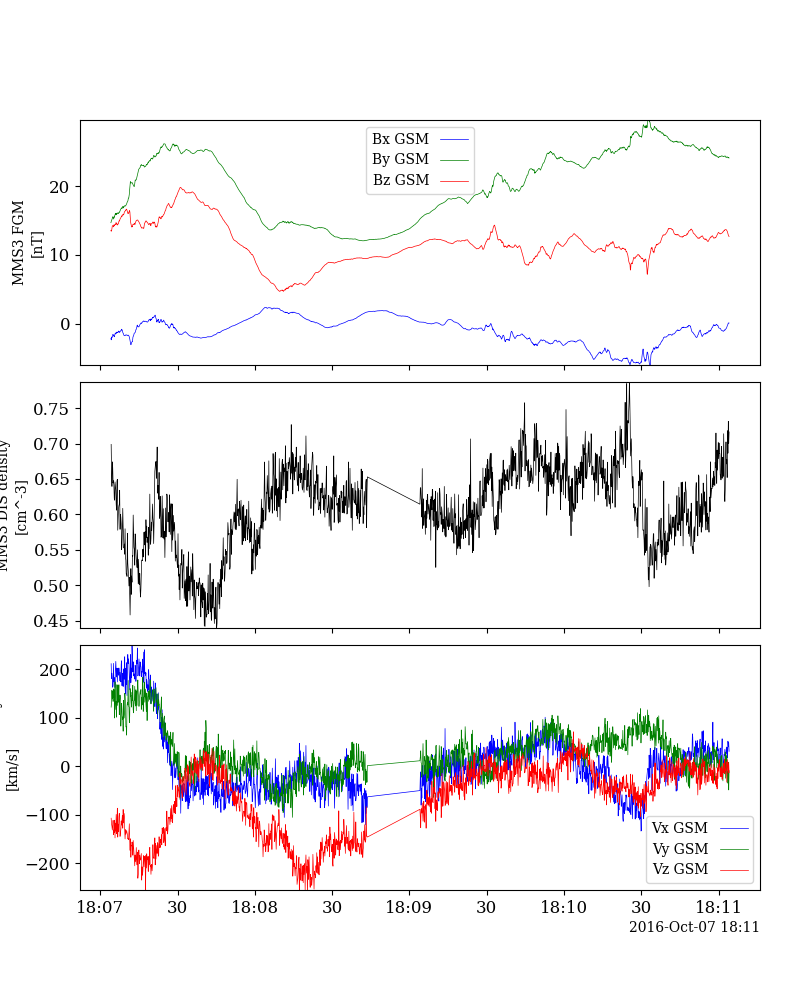 Bx GSM
By GSM
Bz GSM
20
10
0
MMS3 FGM
[nT]
0.75
0.70
0.65
0.60
0.55
0.50
0.45
MMS3 DIS density
[cm^-3]
200
100
0
−100
−200
[km/s]
Vx GSM
Vy GSM
Vz GSM
18:07
30
18:08
30
18:09
30
18:10
30
18:11
2016-Oct-07 18:11